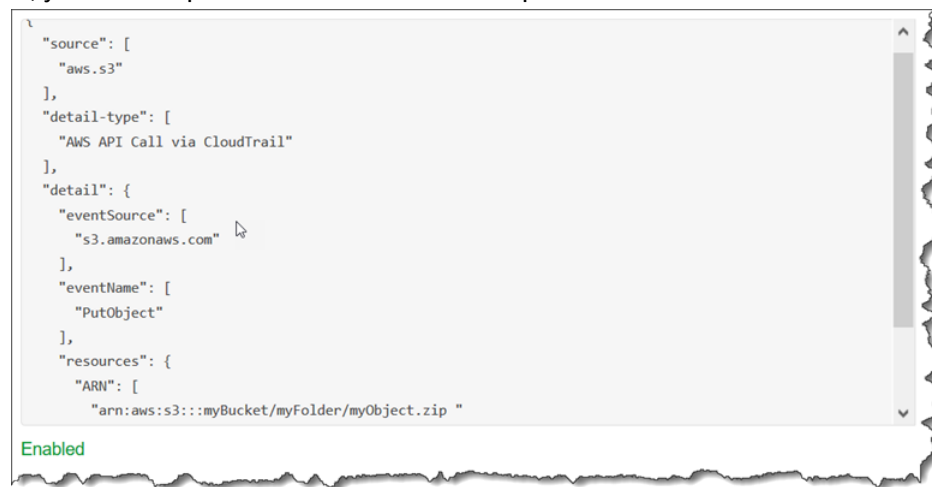 {
"source": [
"aws.s3"
],
"detail-type": [
"AWS API Call via CloudTrail"
],
"detail": {
"eventSource": [
"s3.amazonaws.com"
],
"eventName": [
"PutObject"
],
"resources": {
"ARN": [
"arn:aws:s3:::myBucket/myFolder/myObject.zip "
Enabled